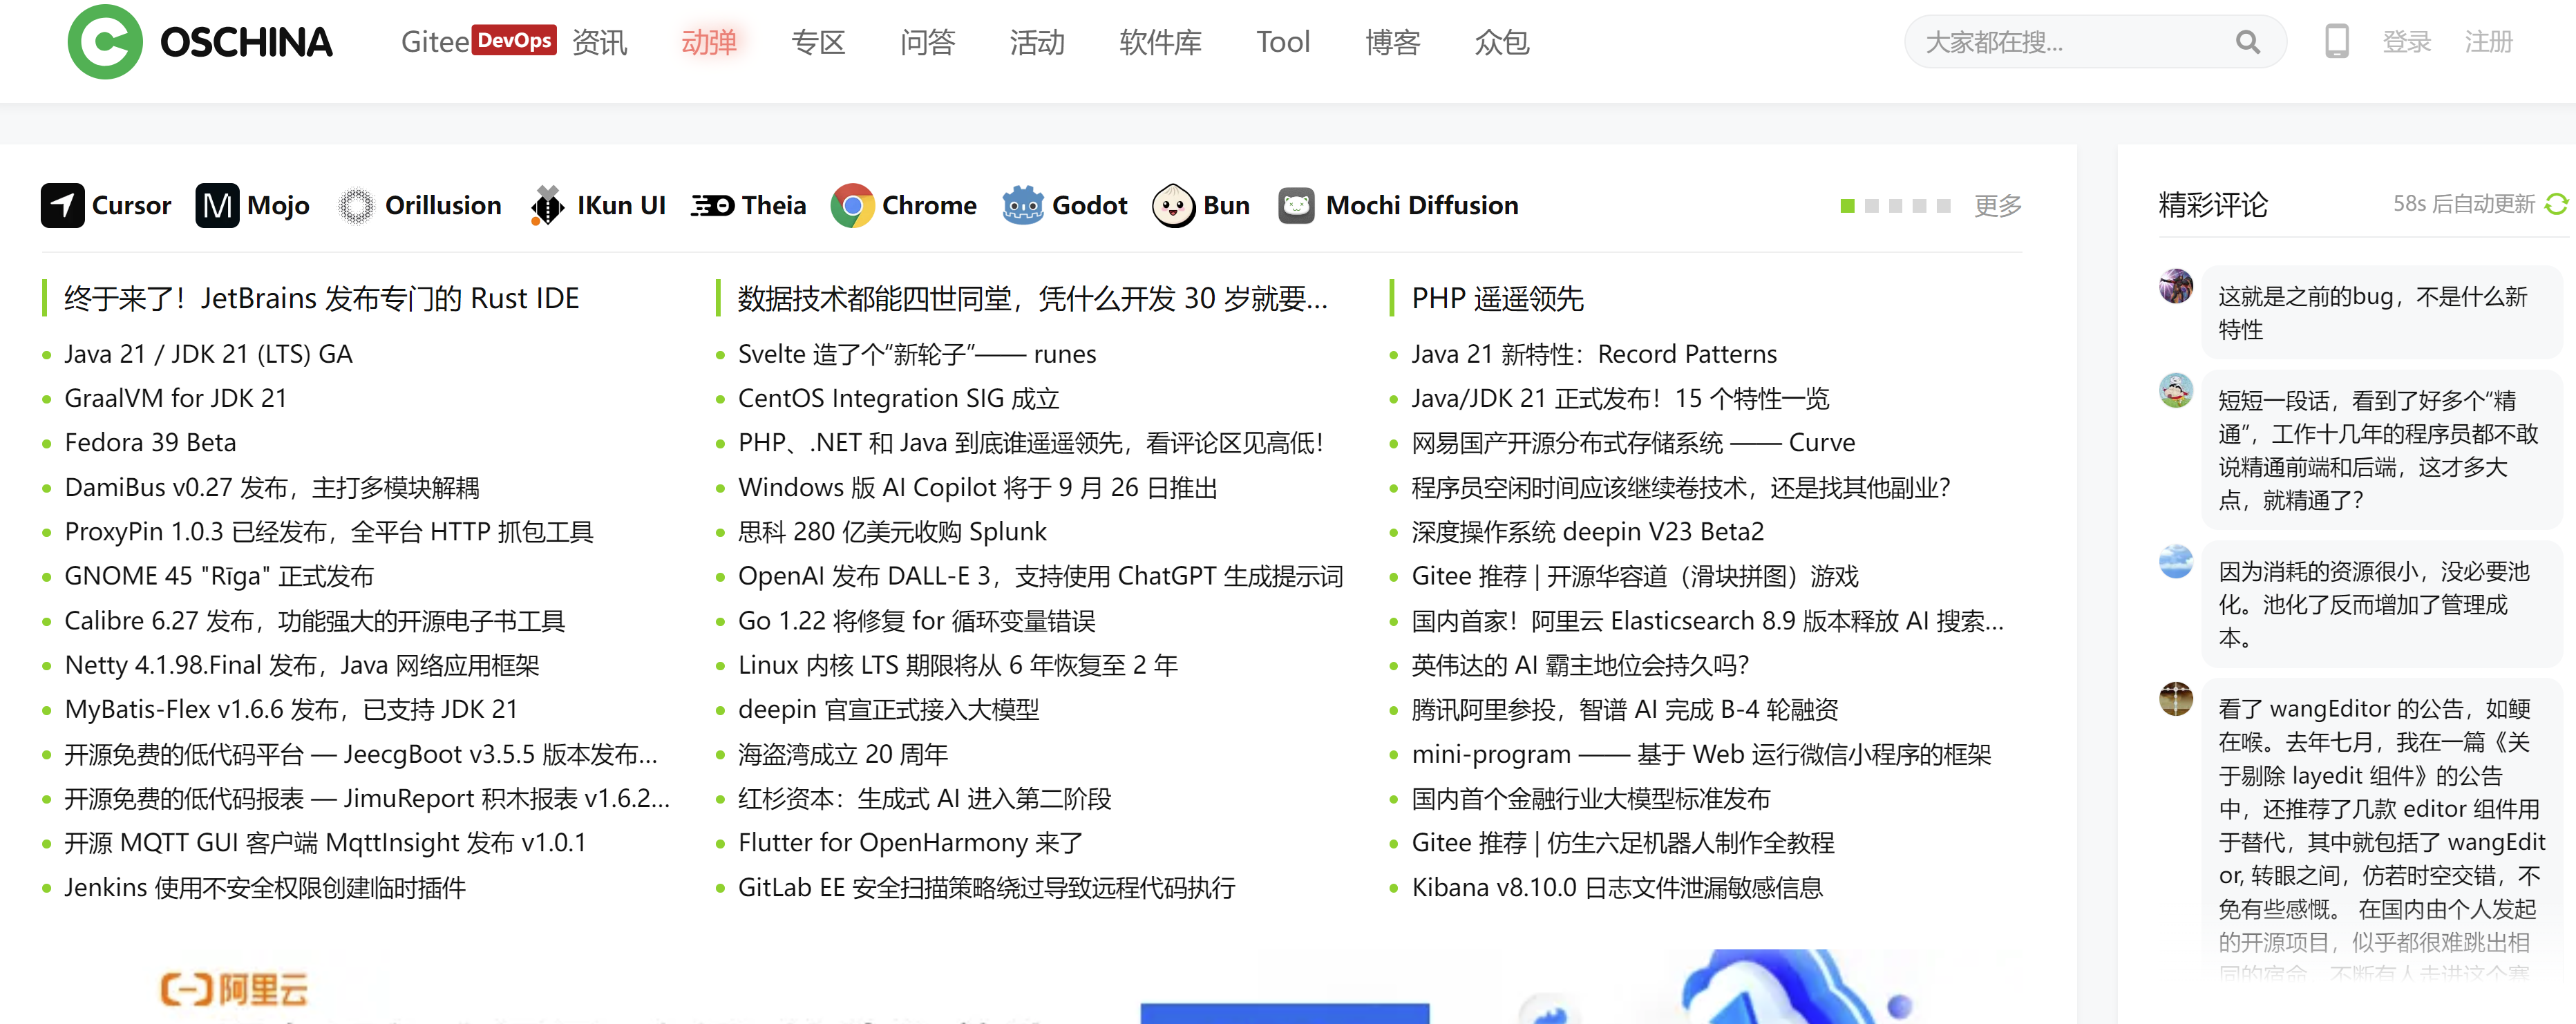 OSCHINA Gitee DevOps 资讯 动弹 专区 问答 活动 软件库 Tool 博客 众包 大家都在搜... 登录 注册
Cursor Mojo Orillusion IKun UI Theia Chrome Godot Bun Mochi Diffusion 更多
终于来了！JetBrains 发布专门的 Rust IDE
Java 21 / JDK 21 (LTS) GA
GraalVM for JDK 21
Fedora 39 Beta
DamiBus v0.27 发布，主打多模块解耦
ProxyPin 1.0.3 已经发布，全平台 HTTP 抓包工具
GNOME 45 "Rīga" 正式发布
Calibre 6.27 发布，功能强大的开源电子书工具
Netty 4.1.98.Final 发布，Java 网络应用框架
MyBatis-Flex v1.6.6 发布，已支持 JDK 21
开源免费的低代码平台 — JeecgBoot v3.5.5 版本发布...
开源免费的低代码报表 — JimuReport 积木报表 v1.6.2...
开源 MQTT GUI 客户端 MqttInsight 发布 v1.0.1
Jenkins 使用不安全权限创建临时插件
数据技术都能四世同堂，凭什么开发 30 岁就要...
Svelte 造了个“新轮子”—— runes
CentOS Integration SIG 成立
PHP、.NET 和 Java 到底谁遥遥领先，看评论区见高低！
Windows 版 AI Copilot 将于 9 月 26 日推出
思科 280 亿美元收购 Splunk
OpenAI 发布 DALL-E 3，支持使用 ChatGPT 生成提示词
Go 1.22 将修复 for 循环变量错误
Linux 内核 LTS 期限将从 6 年恢复至 2 年
deepin 官宣正式接入大模型
海盗湾成立 20 周年
红杉资本：生成式 AI 进入第二阶段
Flutter for OpenHarmony 来了
GitLab EE 安全扫描策略绕过导致远程代码执行
PHP 遥遥领先
Java 21 新特性：Record Patterns
Java/JDK 21 正式发布！15 个特性一览
网易国产开源分布式存储系统 —— Curve
程序员空闲时间应该继续卷技术，还是找其他副业？
深度操作系统 deepin V23 Beta2
Gitee 推荐 | 开源华容道（滑块拼图）游戏
国内首家！阿里云 Elasticsearch 8.9 版本释放 AI 搜索...
英伟达的 AI 霸主地位会持久吗？
腾讯阿里参投，智谱 AI 完成 B-4 轮融资
mini-program —— 基于 Web 运行微信小程序的框架
国内首个金融行业大模型标准发布
Gitee 推荐 | 仿生六足机器人制作全教程
Kibana v8.10.0 日志文件泄漏敏感信息
精彩评论 58s 后自动更新
这就是之前的bug，不是什么新
特性
短短一段话，看到了好多个“精
通”，工作十几年的程序员都不敢
说精通前端和后端，这才多大
点，就精通了？
因为消耗的资源很小，没必要池
化。池化了反而增加了管理成
本。
看了 wangEditor 的公告，如鲠
在喉。去年七月，我在一篇《关
于剔除 layedit 组件》的公告
中，还推荐了几款 editor 组件用
于替代，其中就包括了 wangEdit
or, 转眼之间，仿若时空交错，不
免有些感慨。 在国内由个人发起
的开源项目，似乎都很难跳出相
同的宿命，不断有人走进这个赛
阿里云